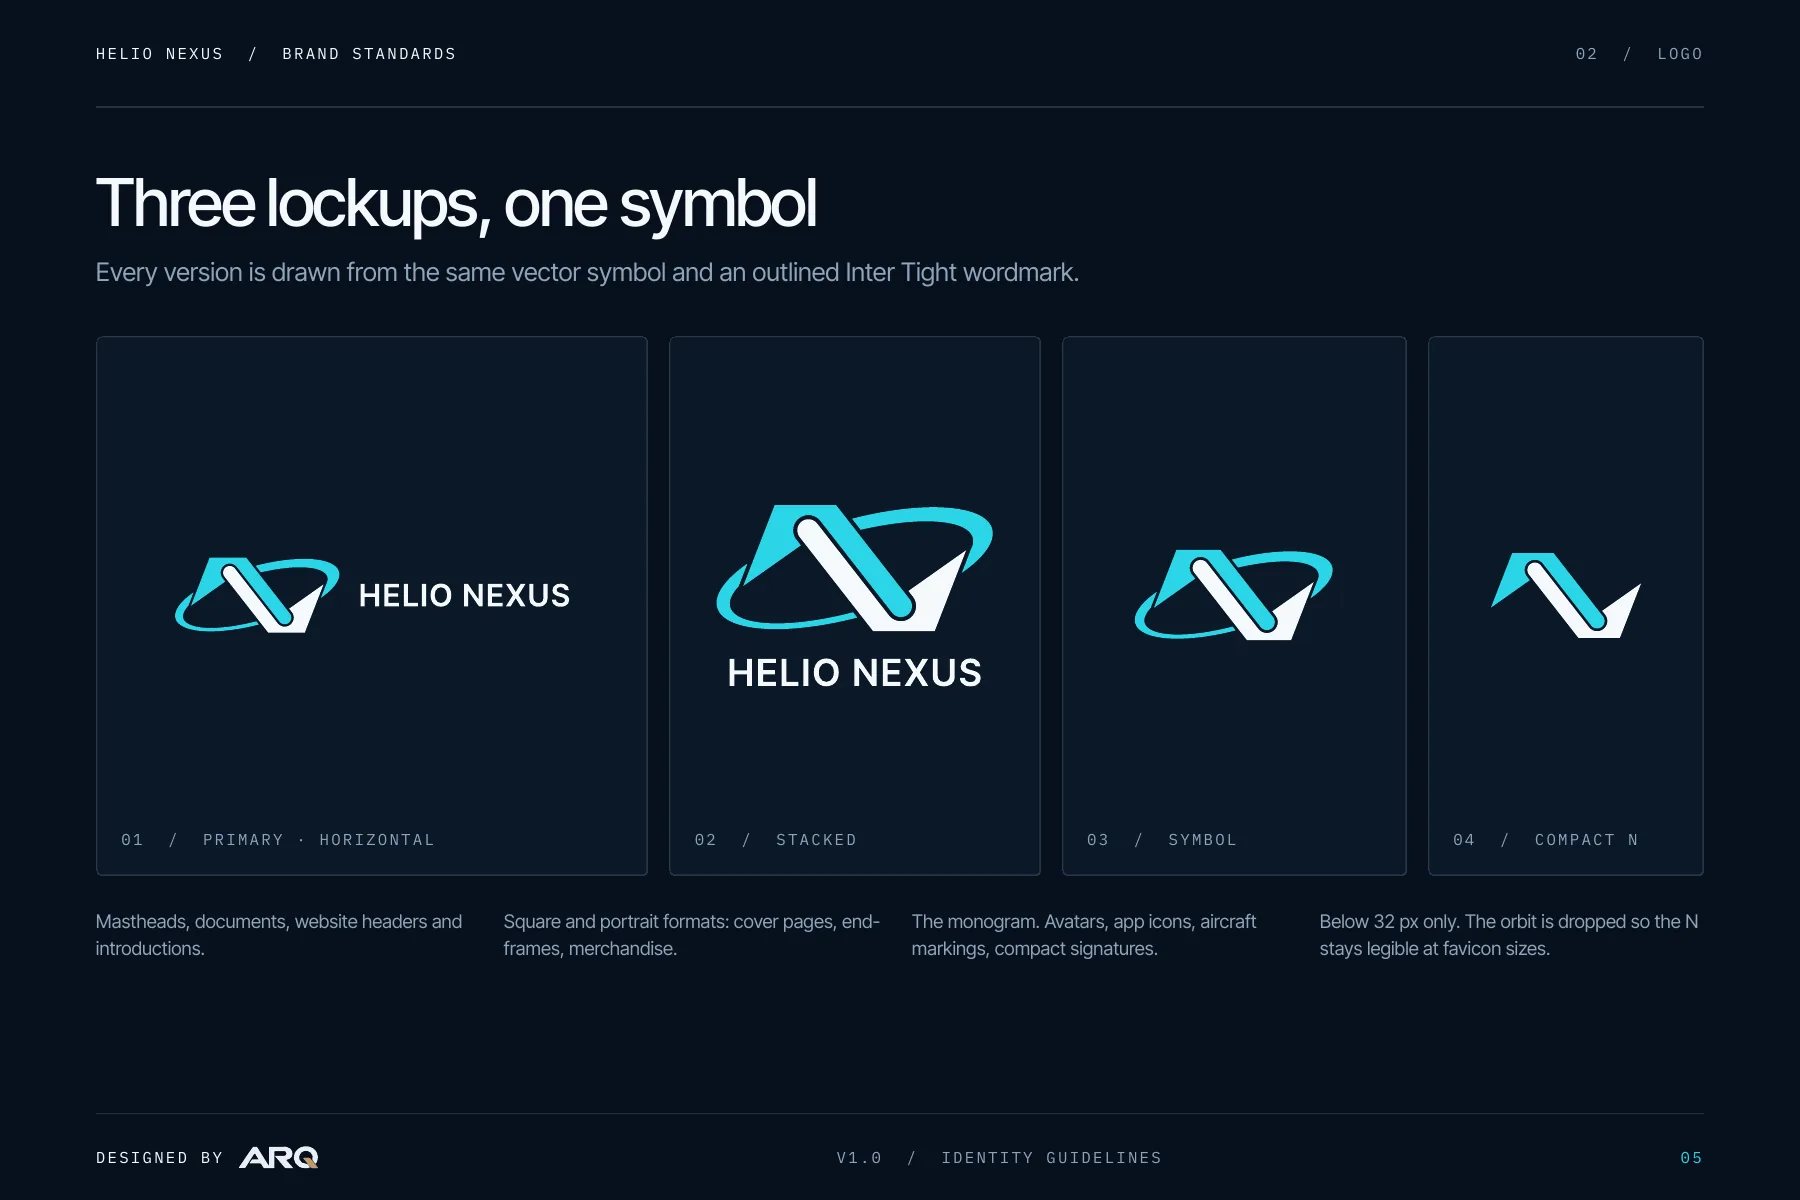 HELIO NEXUS / BRAND STANDARDS
02 / LOGO
Three lockups, one symbol
Every version is drawn from the same vector symbol and an outlined Inter Tight wordmark.
HELIO NEXUS
01 / PRIMARY · HORIZONTAL
HELIO NEXUS
02 / STACKED
03 / SYMBOL
04 / COMPACT N
Mastheads, documents, website headers and
introductions.
Square and portrait formats: cover pages, end-
frames, merchandise.
The monogram. Avatars, app icons, aircraft
markings, compact signatures.
Below 32 px only. The orbit is dropped so the N
stays legible at favicon sizes.
DESIGNED BY ARQ
V1.0 / IDENTITY GUIDELINES
05